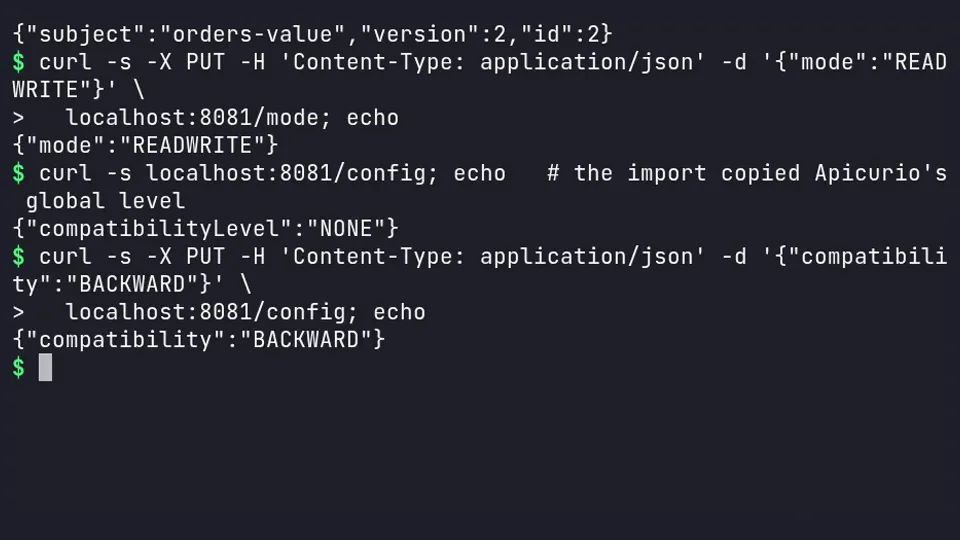 {"subject":"orders-value","version":2,"id":2}
$ curl -s -X PUT -H 'Content-Type: application/json' -d '{"mode":"READ
WRITE"}' \
>   localhost:8081/mode; echo
{"mode":"READWRITE"}
$ curl -s localhost:8081/config; echo   # the import copied Apicurio's
 global level
{"compatibilityLevel":"NONE"}
$ curl -s -X PUT -H 'Content-Type: application/json' -d '{"compatibili
ty":"BACKWARD"}' \
>   localhost:8081/config; echo
{"compatibility":"BACKWARD"}
$